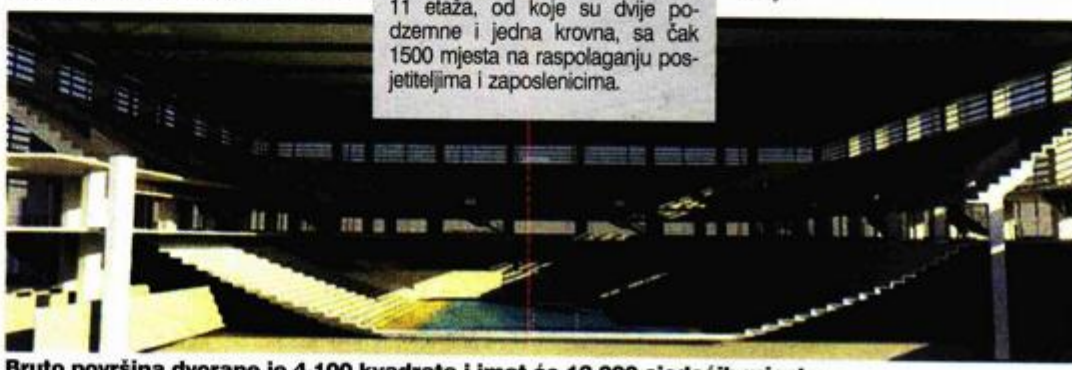 11 etaža, od koje su dvije po-
dzemne i jedna krovna, sa čak
1500 mjesta na raspolaganju pos-
jetiteljima i zaposlenicima.
Bruto površina dvorane je 4.100 kvadrata i imat će